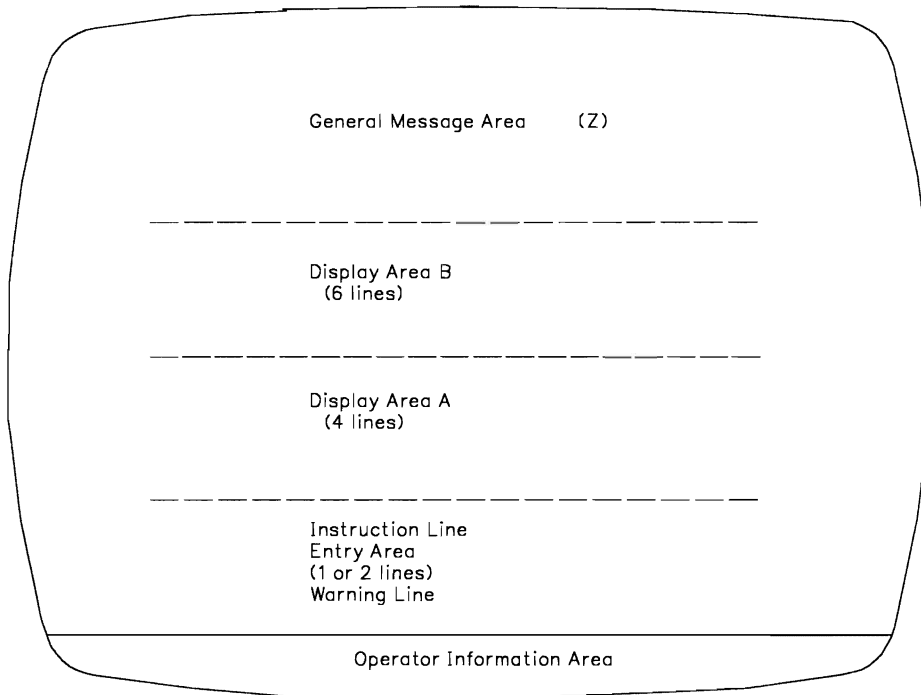 General Message Area (Z)
Display Area B
(6 lines)
Display Area A
(4 lines)
Instruction Line
Entry Area
(1 or 2 lines)
Warning Line
Operator Information Area